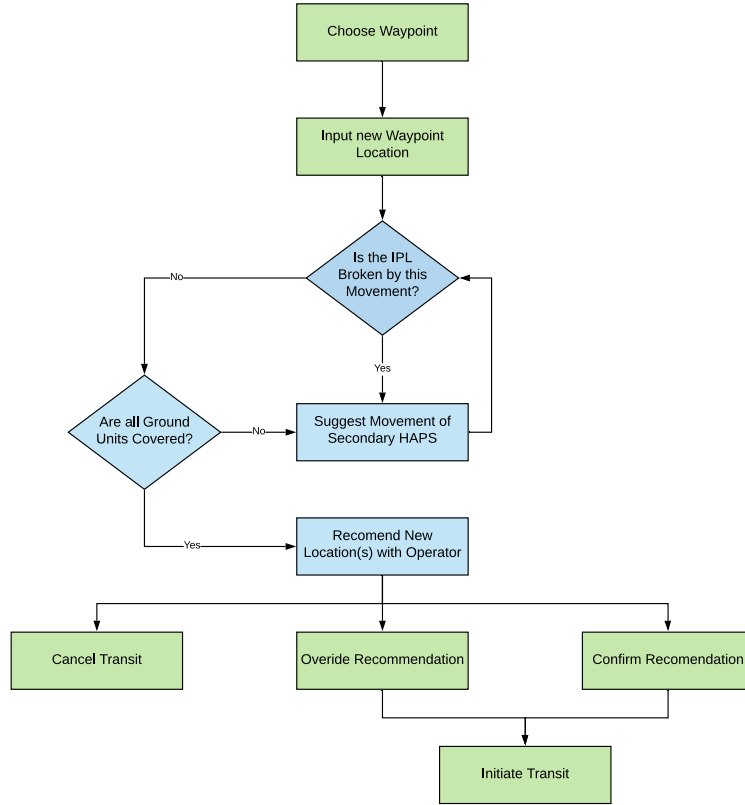 Choose Waypoint
Input new Waypoint
Location
Is the IPL
Broken by this
Movement?
No
Yes
Are all Ground
Units Covered?
No
Suggest Movement of
Secondary HAPS
Yes
Recomend New
Location(s) with Operator
Cancel Transit
Overide Recommendation
Confirm Recomendation
Initiate Transit